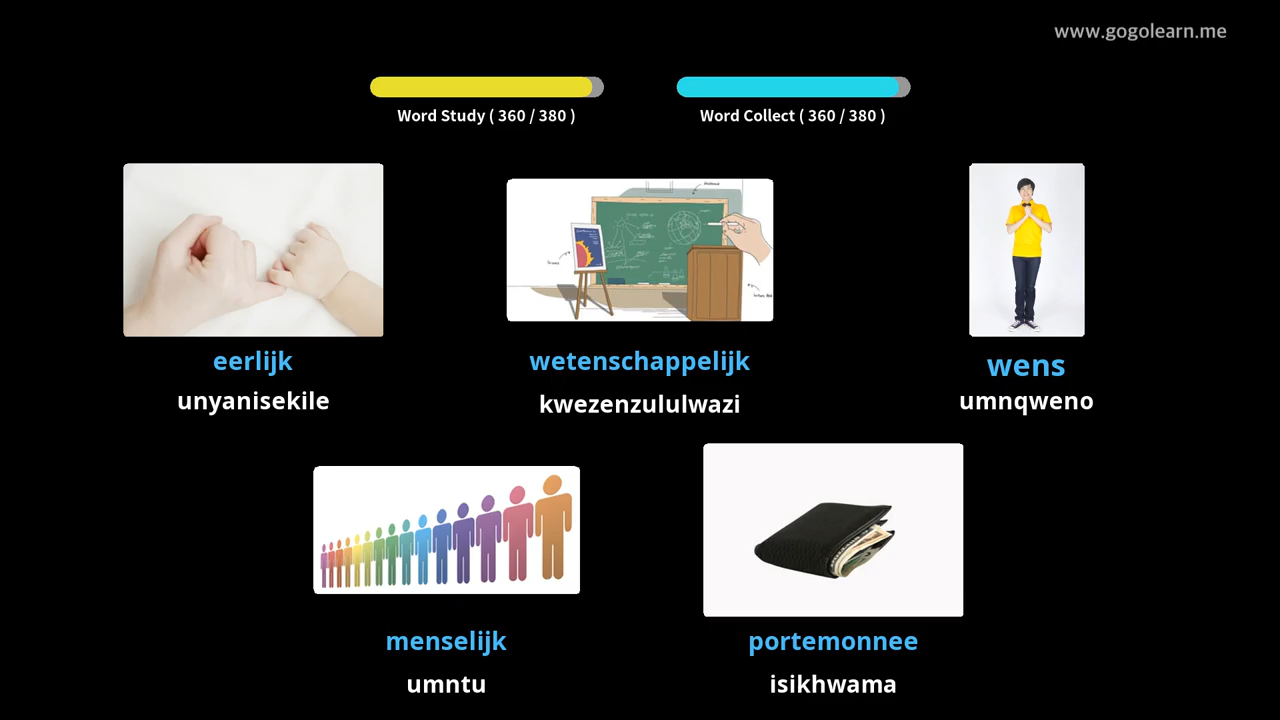 www.gogolearn.me
Word Study ( 360 / 380 )
Word Collect ( 360 / 380 )
eerlijk
unyanisekile
wetenschappelijk
kwezenzululwazi
wens
umnqweno
menselijk
umntu
portemonnee
isikhwama